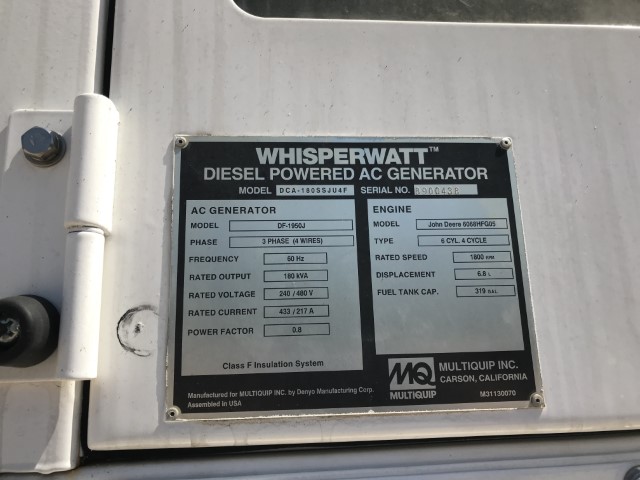 WHISPERWATT™
DIESEL POWERED AC GENERATOR
MODEL DCA-180SSJU4F SERIAL NO.
AC GENERATOR
MODEL DF-1950J
PHASE 3 PHASE (4 WIRES)
FREQUENCY 60 Hz
RATED OUTPUT 180 kVA
RATED VOLTAGE 240 / 480 V
RATED CURRENT 433 / 217 A
POWER FACTOR 0.8
Class F Insulation System
ENGINE
MODEL John Deere 6068HFG05
TYPE 6 CYL, 4 CYCLE
RATED SPEED 1800 RPM
DISPLACEMENT 6.8 L
FUEL TANK CAP. 319 GAL.
Manufactured for MULTIQUIP INC. by Denyo Manufacturing Corp.
Assembled in USA
MQ
MULTIQUIP
MULTIQUIP INC.
CARSON, CALIFORNIA
M31130070